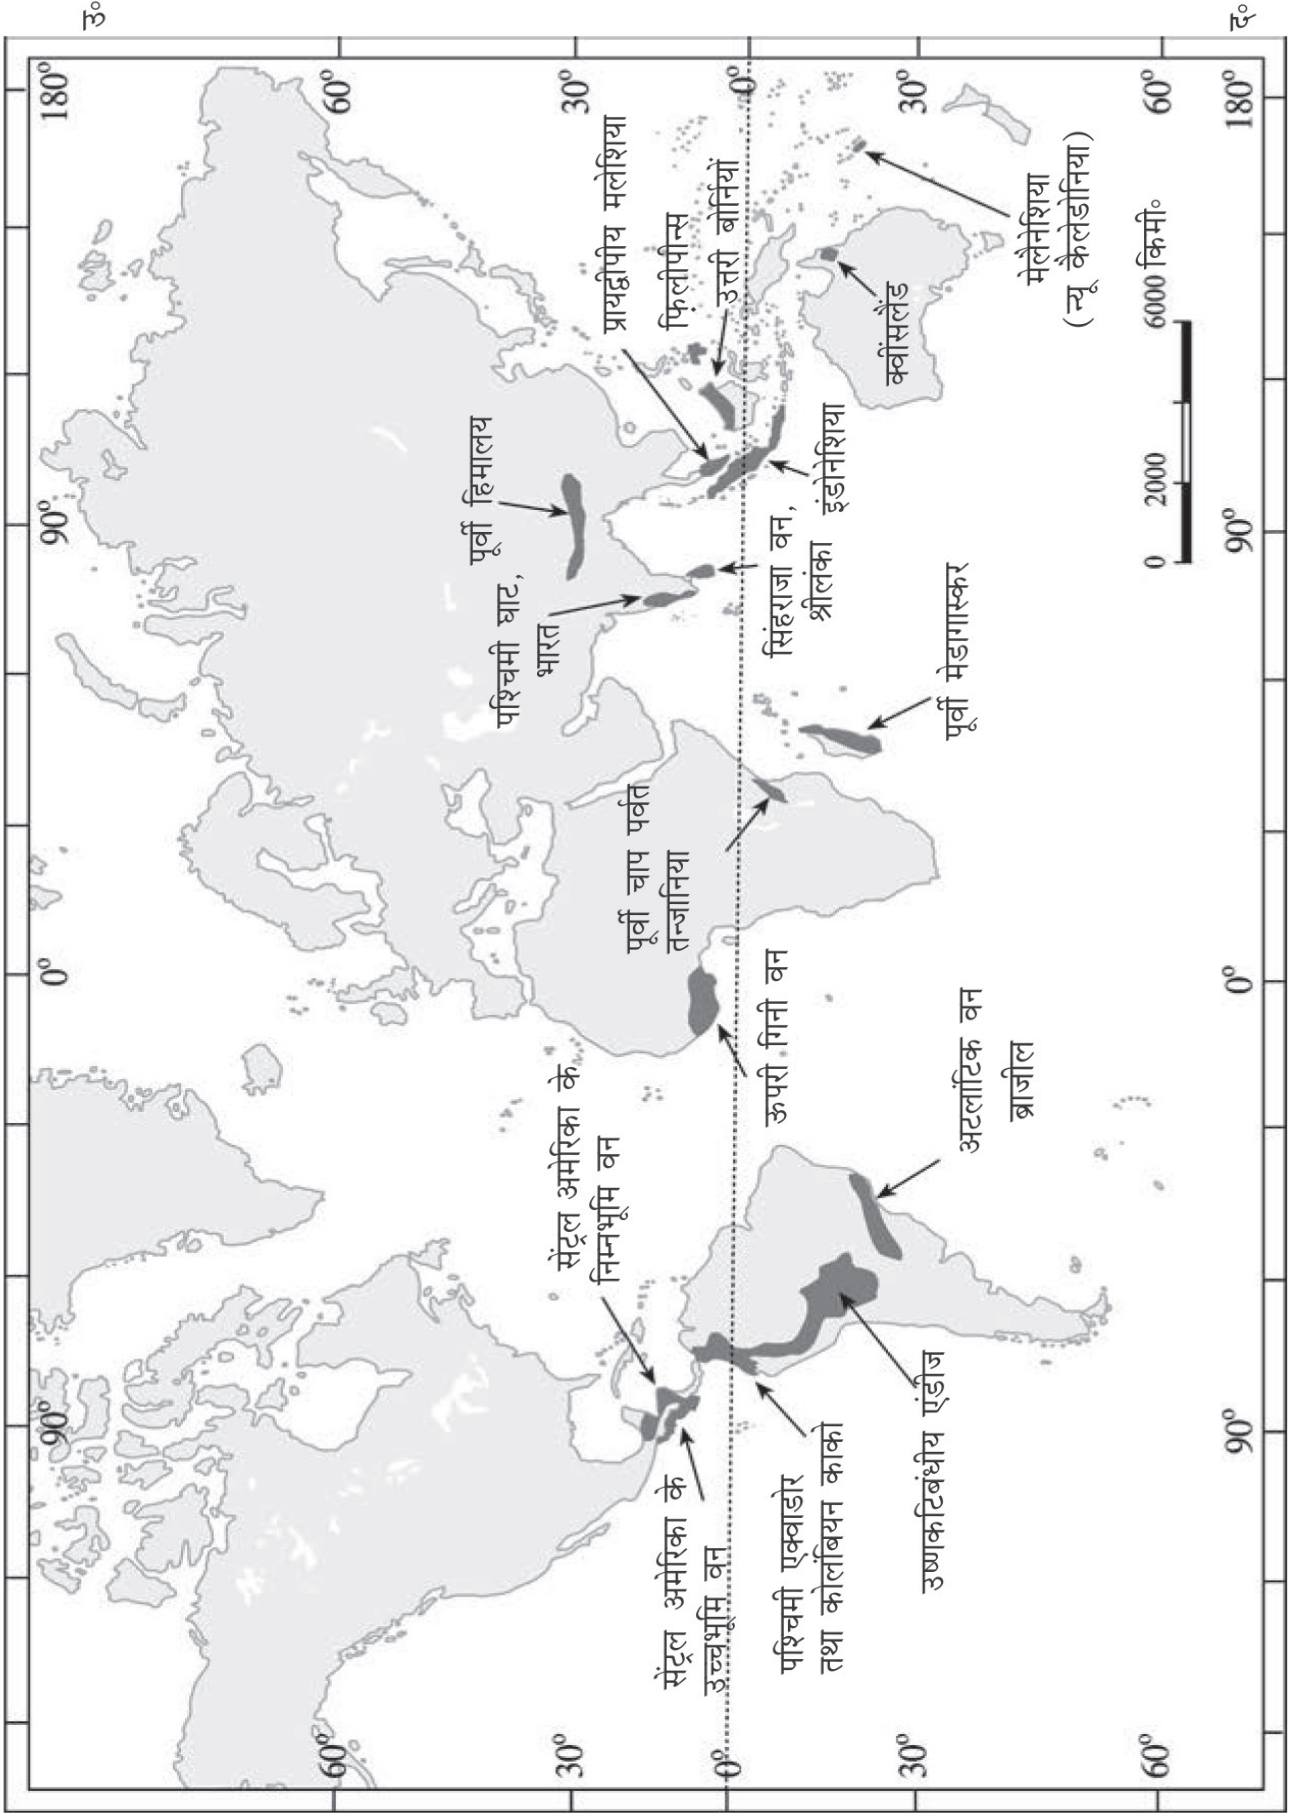 उ॰
180°
90°
0°
90°
60°
30°
0°
30°
60°
60°
30°
0°
30°
60°
सेंट्रल अमेरिका के
निम्नभूमि वन
सेंट्रल अमेरिका के
उच्चभूमि वन
पश्चिमी एक्वाडोर
तथा कोलंबियन काको
उष्णकटिबंधीय एंडीज
अटलांटिक वन
ब्राजील
ऊपरी गिनी वन
पूर्वी चाप पर्वत
तन्जानिया
पूर्वी मेडागास्कर
पश्चिमी घाट,
भारत
पूर्वी हिमालय
सिंहराजा वन,
श्रीलंका
इंडोनेशिया
प्रायद्वीपीय मलेशिया
फ़िलीपीन्स
उत्तरी बोर्नियों
क्वींसलैंड
मेलैनेशिया
(न्यू कैलेडोनिया)
0 2000 6000 किमी॰
90°
0°
90°
180°
द॰